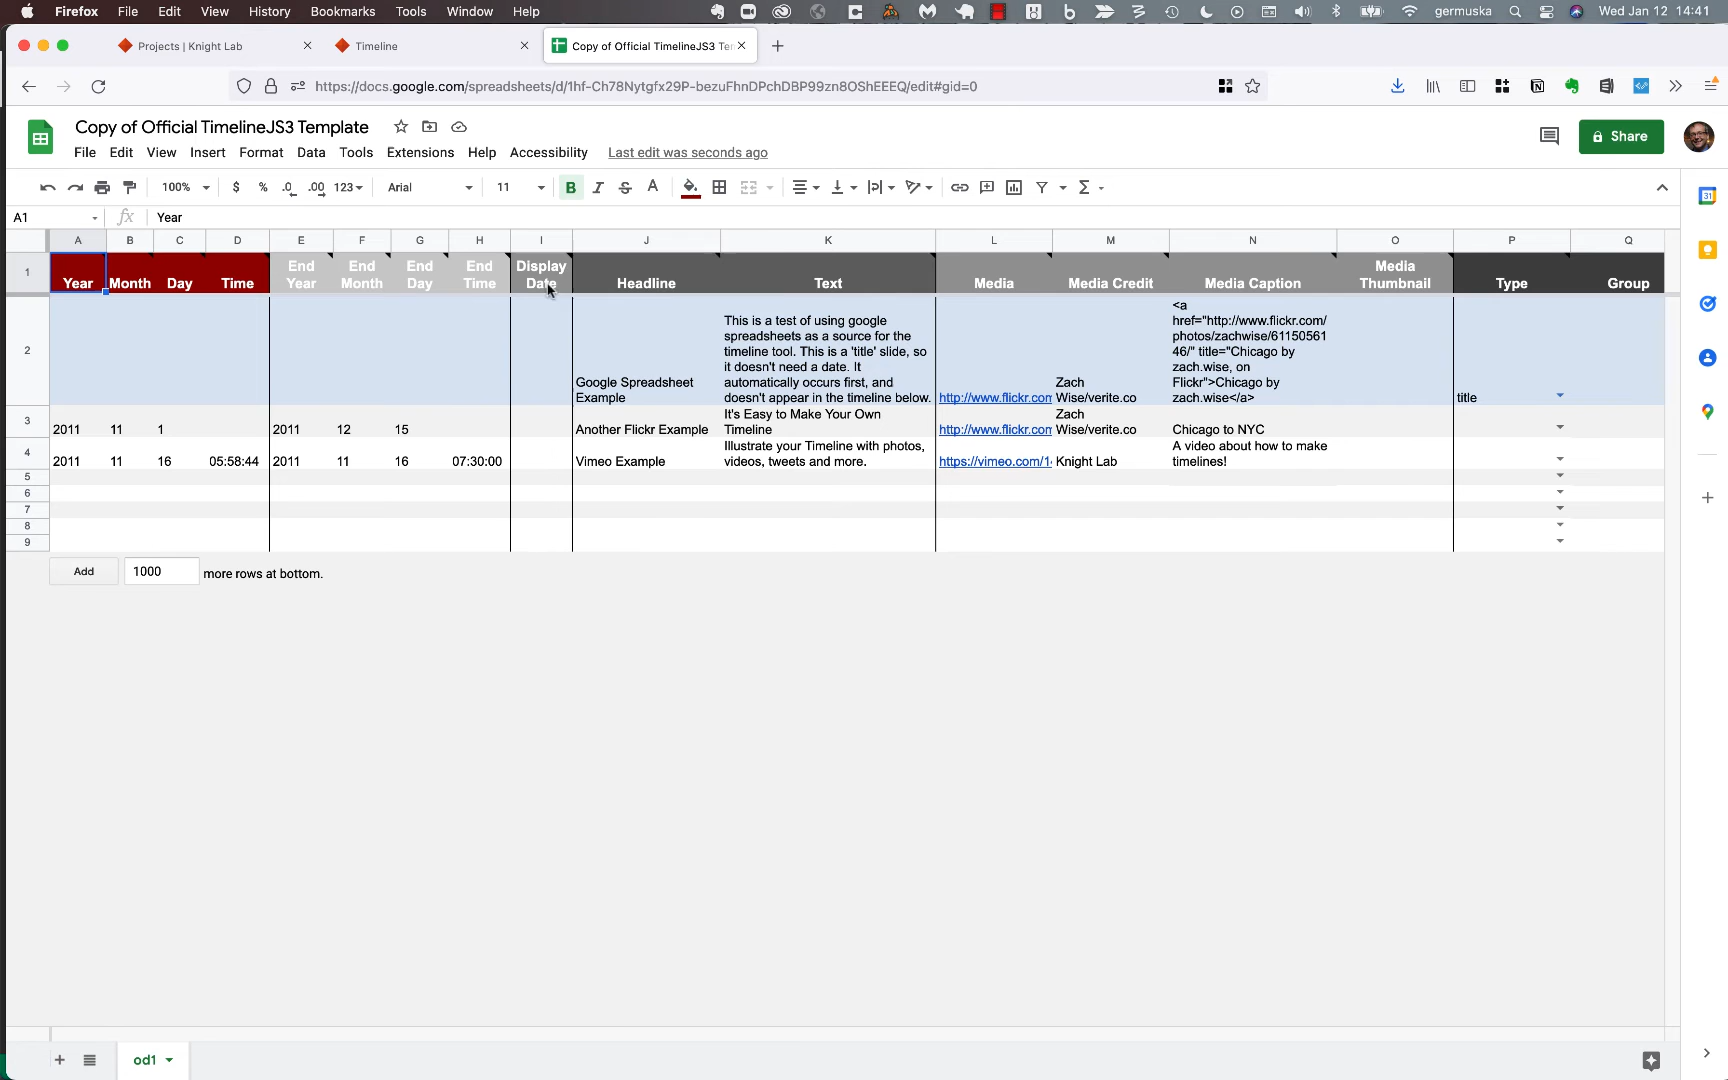 Firefox File Edit View History Bookmarks Tools Window Help germuska Wed Jan 12 14:41
Projects | Knight Lab Timeline Copy of Official TimelineJS3 Ter
https://docs.google.com/spreadsheets/d/1hf-Ch78Nytgfx29P-bezuFhnDPchDBP99zn8OShEEEQ/edit#gid=0
Copy of Official TimelineJS3 Template
Share
File Edit View Insert Format Data Tools Extensions Help Accessibility Last edit was seconds ago
100% $ % .0 .00 123 Arial 11 B I S A
31
A1 fx Year
A B C D E F G H I J K L M N O P Q
1
Year Month Day Time
End
Year
End
Month
End
Day
End
Time
Display
Date
Headline Text Media Media Credit Media Caption
Media
Thumbnail
Type Group
2
Google Spreadsheet
Example
This is a test of using google
spreadsheets as a source for the
timeline tool. This is a 'title' slide, so
it doesn't need a date. It
automatically occurs first, and
doesn't appear in the timeline below.
http://www.flickr.com
Zach
Wise/verite.co
<a
href="http://www.flickr.com/
photos/zachwise/61150561
46/" title="Chicago by
zach.wise, on
Flickr">Chicago by
zach.wise</a>
title
3
2011 11 1 2011 12 15
Another Flickr Example
It's Easy to Make Your Own
Timeline
http://www.flickr.com
Zach
Wise/verite.co
Chicago to NYC
4
2011 11 16 05:58:44 2011 11 16 07:30:00
Vimeo Example
Illustrate your Timeline with photos,
videos, tweets and more.
https://vimeo.com/1
Knight Lab
A video about how to make
timelines!
5
6
7
8
9
Add 1000 more rows at bottom.
od1